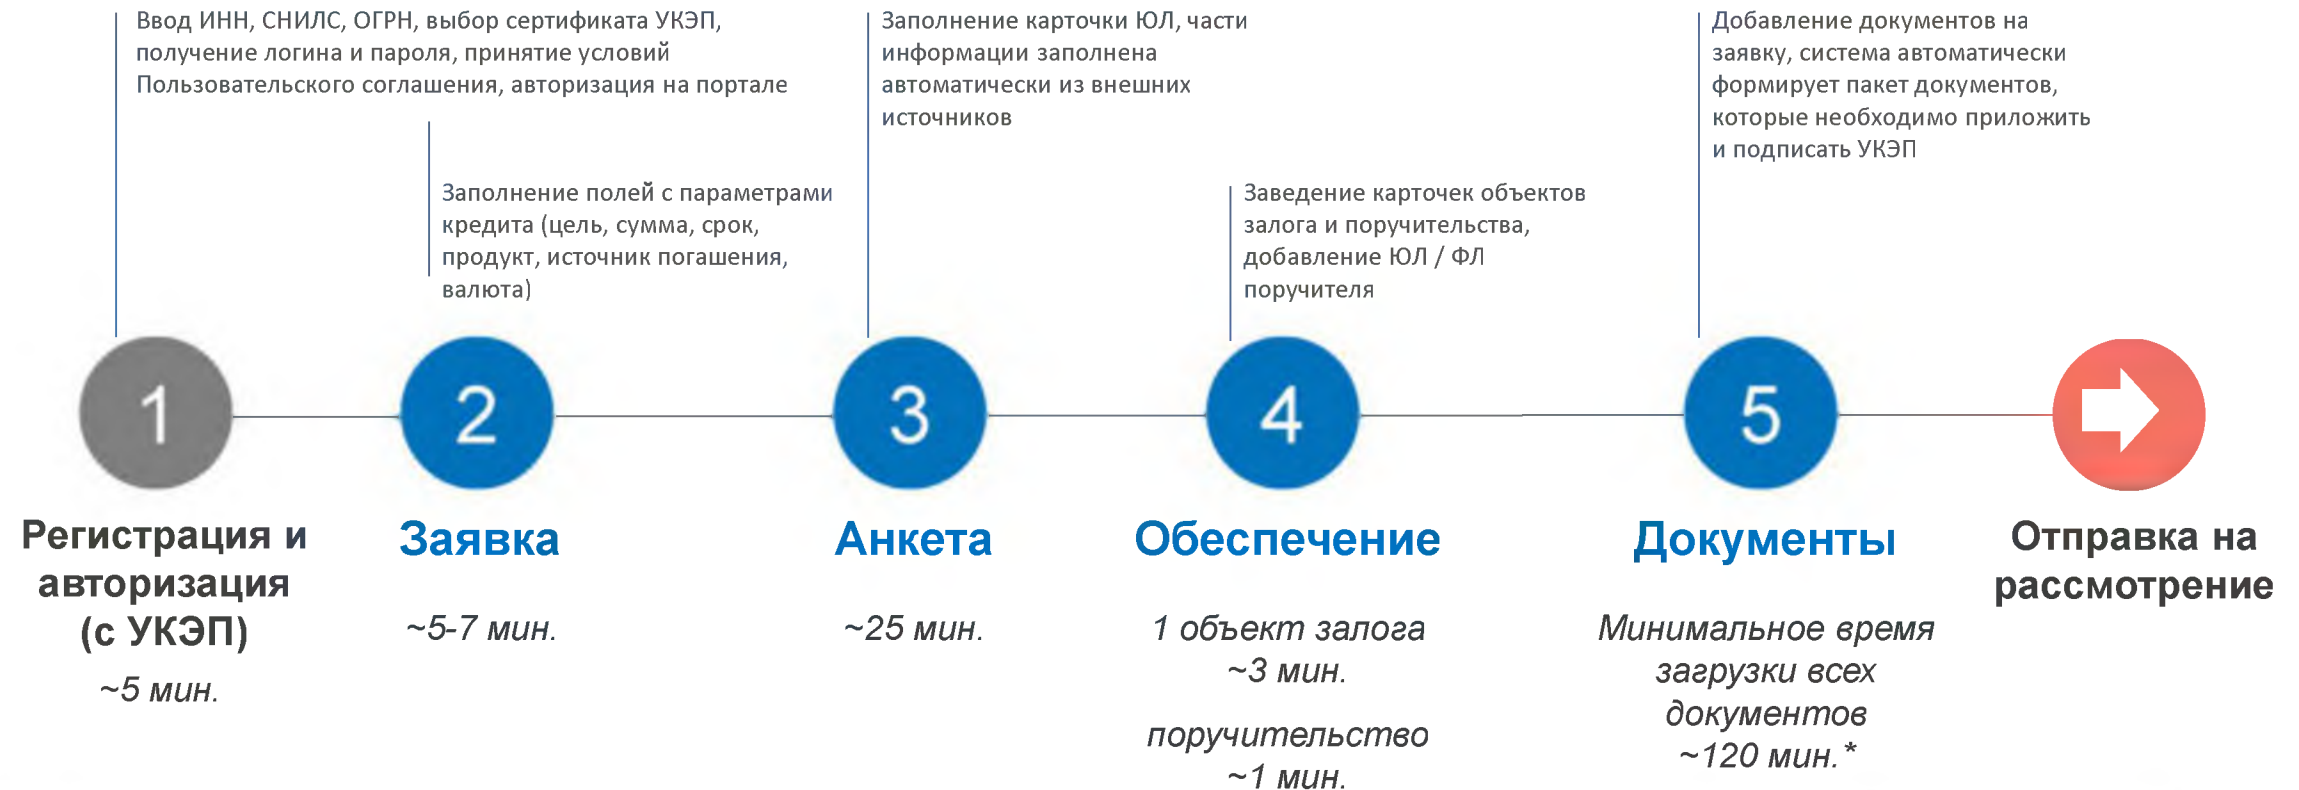 Ввод ИНН, СНИЛС, ОГРН, выбор сертификата УКЭП,
получение логина и пароля, принятие условий
Пользовательского соглашения, авторизация на портале
Заполнение полей с параметрами
кредита (цель, сумма, срок,
продукт, источник погашения,
валюта)
Заполнение карточки ЮЛ, части
информации заполнена
автоматически из внешних
источников
Заведение карточек объектов
залога и поручительства,
добавление ЮЛ / ФЛ
поручителя
Добавление документов на
заявку, система автоматически
формирует пакет документов,
которые необходимо приложить
и подписать УКЭП
1
2
3
4
5
Регистрация и
авторизация
(с УКЭП)
~5 мин.
Заявка
~5-7 мин.
Анкета
~25 мин.
Обеспечение
1 объект залога
~3 мин.
поручительство
~1 мин.
Документы
Минимальное время
загрузки всех
документов
~120 мин.*
Отправка на
рассмотрение